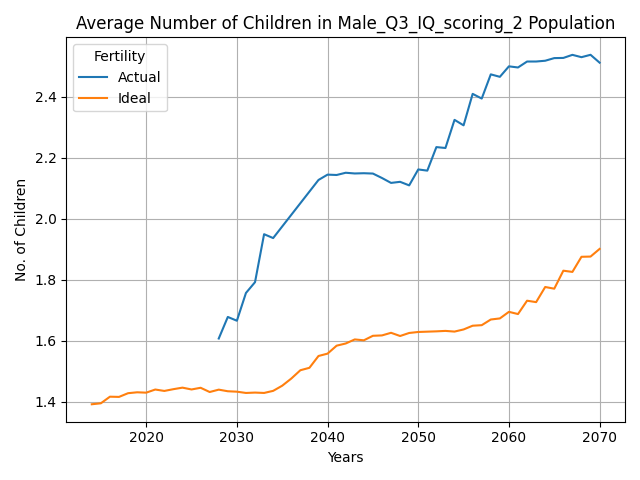 Average Number of Children in Male_Q3_IQ_scoring_2 Population
Fertility
Actual
Ideal
No. of Children
2.4
2.2
2.0
1.8
1.6
1.4
2020 2030 2040 2050 2060 2070
Years